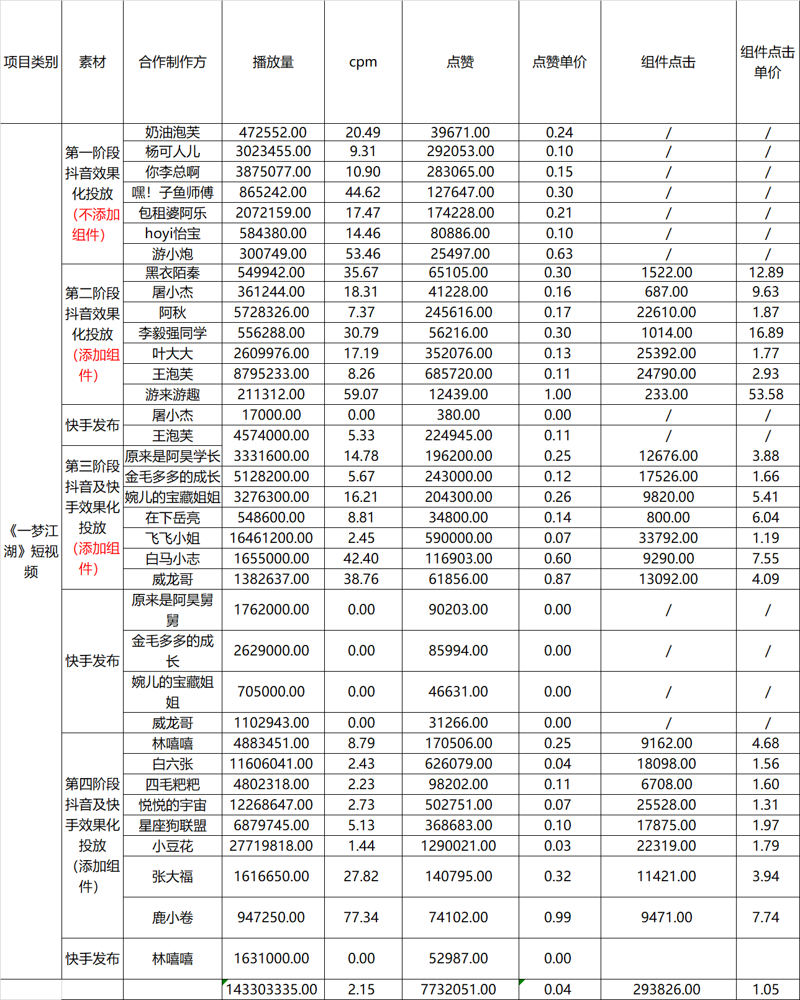 项目类别 素材 合作制作方 播放量 cpm 点赞 点赞单价 组件点击 组件点击单价
《一梦江湖》短视频
第一阶段抖音效果化投放（不添加组件）
奶油泡芙 472552.00 20.49 39671.00 0.24 / /
杨可人儿 3023455.00 9.31 292053.00 0.10 / /
你李总啊 3875077.00 10.90 283065.00 0.15 / /
嘿！子鱼师傅 865242.00 44.62 127647.00 0.30 / /
包租婆阿乐 2072159.00 17.47 174228.00 0.21 / /
hoyi怡宝 584380.00 14.46 80886.00 0.10 / /
游小炮 300749.00 53.46 25497.00 0.63 / /
第二阶段抖音效果化投放（添加组件）
黑衣陌秦 549942.00 35.67 65105.00 0.30 1522.00 12.89
屠小杰 361244.00 18.31 41228.00 0.16 687.00 9.63
阿秋 5728326.00 7.37 245616.00 0.17 22610.00 1.87
李毅强同学 556288.00 30.79 56216.00 0.30 1014.00 16.89
叶大大 2609976.00 17.19 352076.00 0.13 25392.00 1.77
王泡芙 8795233.00 8.26 685720.00 0.11 24790.00 2.93
游来游趣 211312.00 59.07 12439.00 1.00 233.00 53.58
快手发布
屠小杰 17000.00 0.00 380.00 0.00 / /
王泡芙 4574000.00 5.33 224945.00 0.11 / /
第三阶段抖音及快手效果化投放（添加组件）
原来是阿昊学长 3331600.00 14.78 196200.00 0.25 12676.00 3.88
金毛多多的成长 5128200.00 5.67 243000.00 0.12 17526.00 1.66
婉儿的宝藏姐姐 3276300.00 16.21 204300.00 0.26 9820.00 5.41
在下岳亮 548600.00 8.81 34800.00 0.14 800.00 6.04
飞飞小姐 16461200.00 2.45 590000.00 0.07 33792.00 1.19
白马小志 1655000.00 42.40 116903.00 0.60 9290.00 7.55
威龙哥 1382637.00 38.76 61856.00 0.87 13092.00 4.09
快手发布
原来是阿昊舅舅 1762000.00 0.00 90203.00 0.00 / /
金毛多多的成长 2629000.00 0.00 85994.00 0.00 / /
婉儿的宝藏姐姐 705000.00 0.00 46631.00 0.00 / /
威龙哥 1102943.00 0.00 31266.00 0.00 / /
第四阶段抖音及快手效果化投放（添加组件）
林嘻嘻 4883451.00 8.79 170506.00 0.25 9162.00 4.68
白六张 11606041.00 2.43 626079.00 0.04 18098.00 1.56
四毛粑粑 4802318.00 2.23 98202.00 0.11 6708.00 1.60
悦悦的宇宙 12268647.00 2.73 502751.00 0.07 25528.00 1.31
星座狗联盟 6879745.00 5.13 368683.00 0.10 17875.00 1.97
小豆花 27719818.00 1.44 1290021.00 0.03 22319.00 1.79
张大福 1616650.00 27.82 140795.00 0.32 11421.00 3.94
鹿小卷 947250.00 77.34 74102.00 0.99 9471.00 7.74
快手发布
林嘻嘻 1631000.00 0.00 52987.00 0.00
143303335.00 2.15 7732051.00 0.04 293826.00 1.05